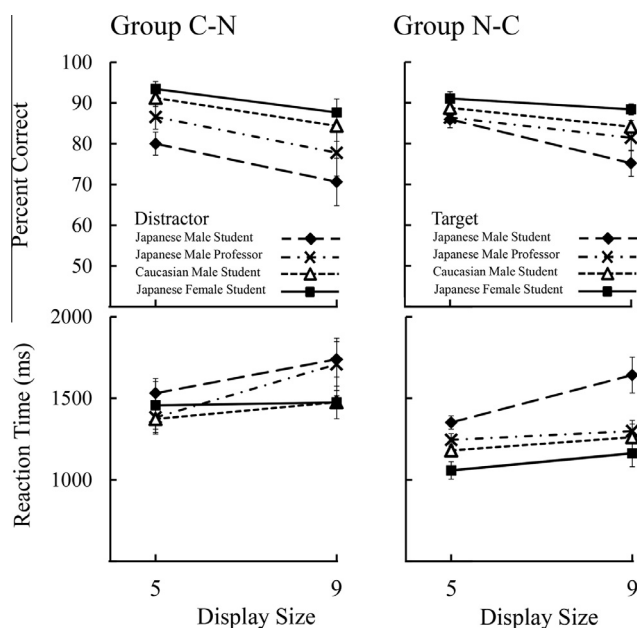 Group C-N
Group N-C
Percent Correct
100
90
80
70
60
50
Distractor
Japanese Male Student
Japanese Male Professor
Caucasian Male Student
Japanese Female Student
Target
Japanese Male Student
Japanese Male Professor
Caucasian Male Student
Japanese Female Student
Reaction Time (ms)
2000
1500
1000
5
9
5
9
Display Size
Display Size